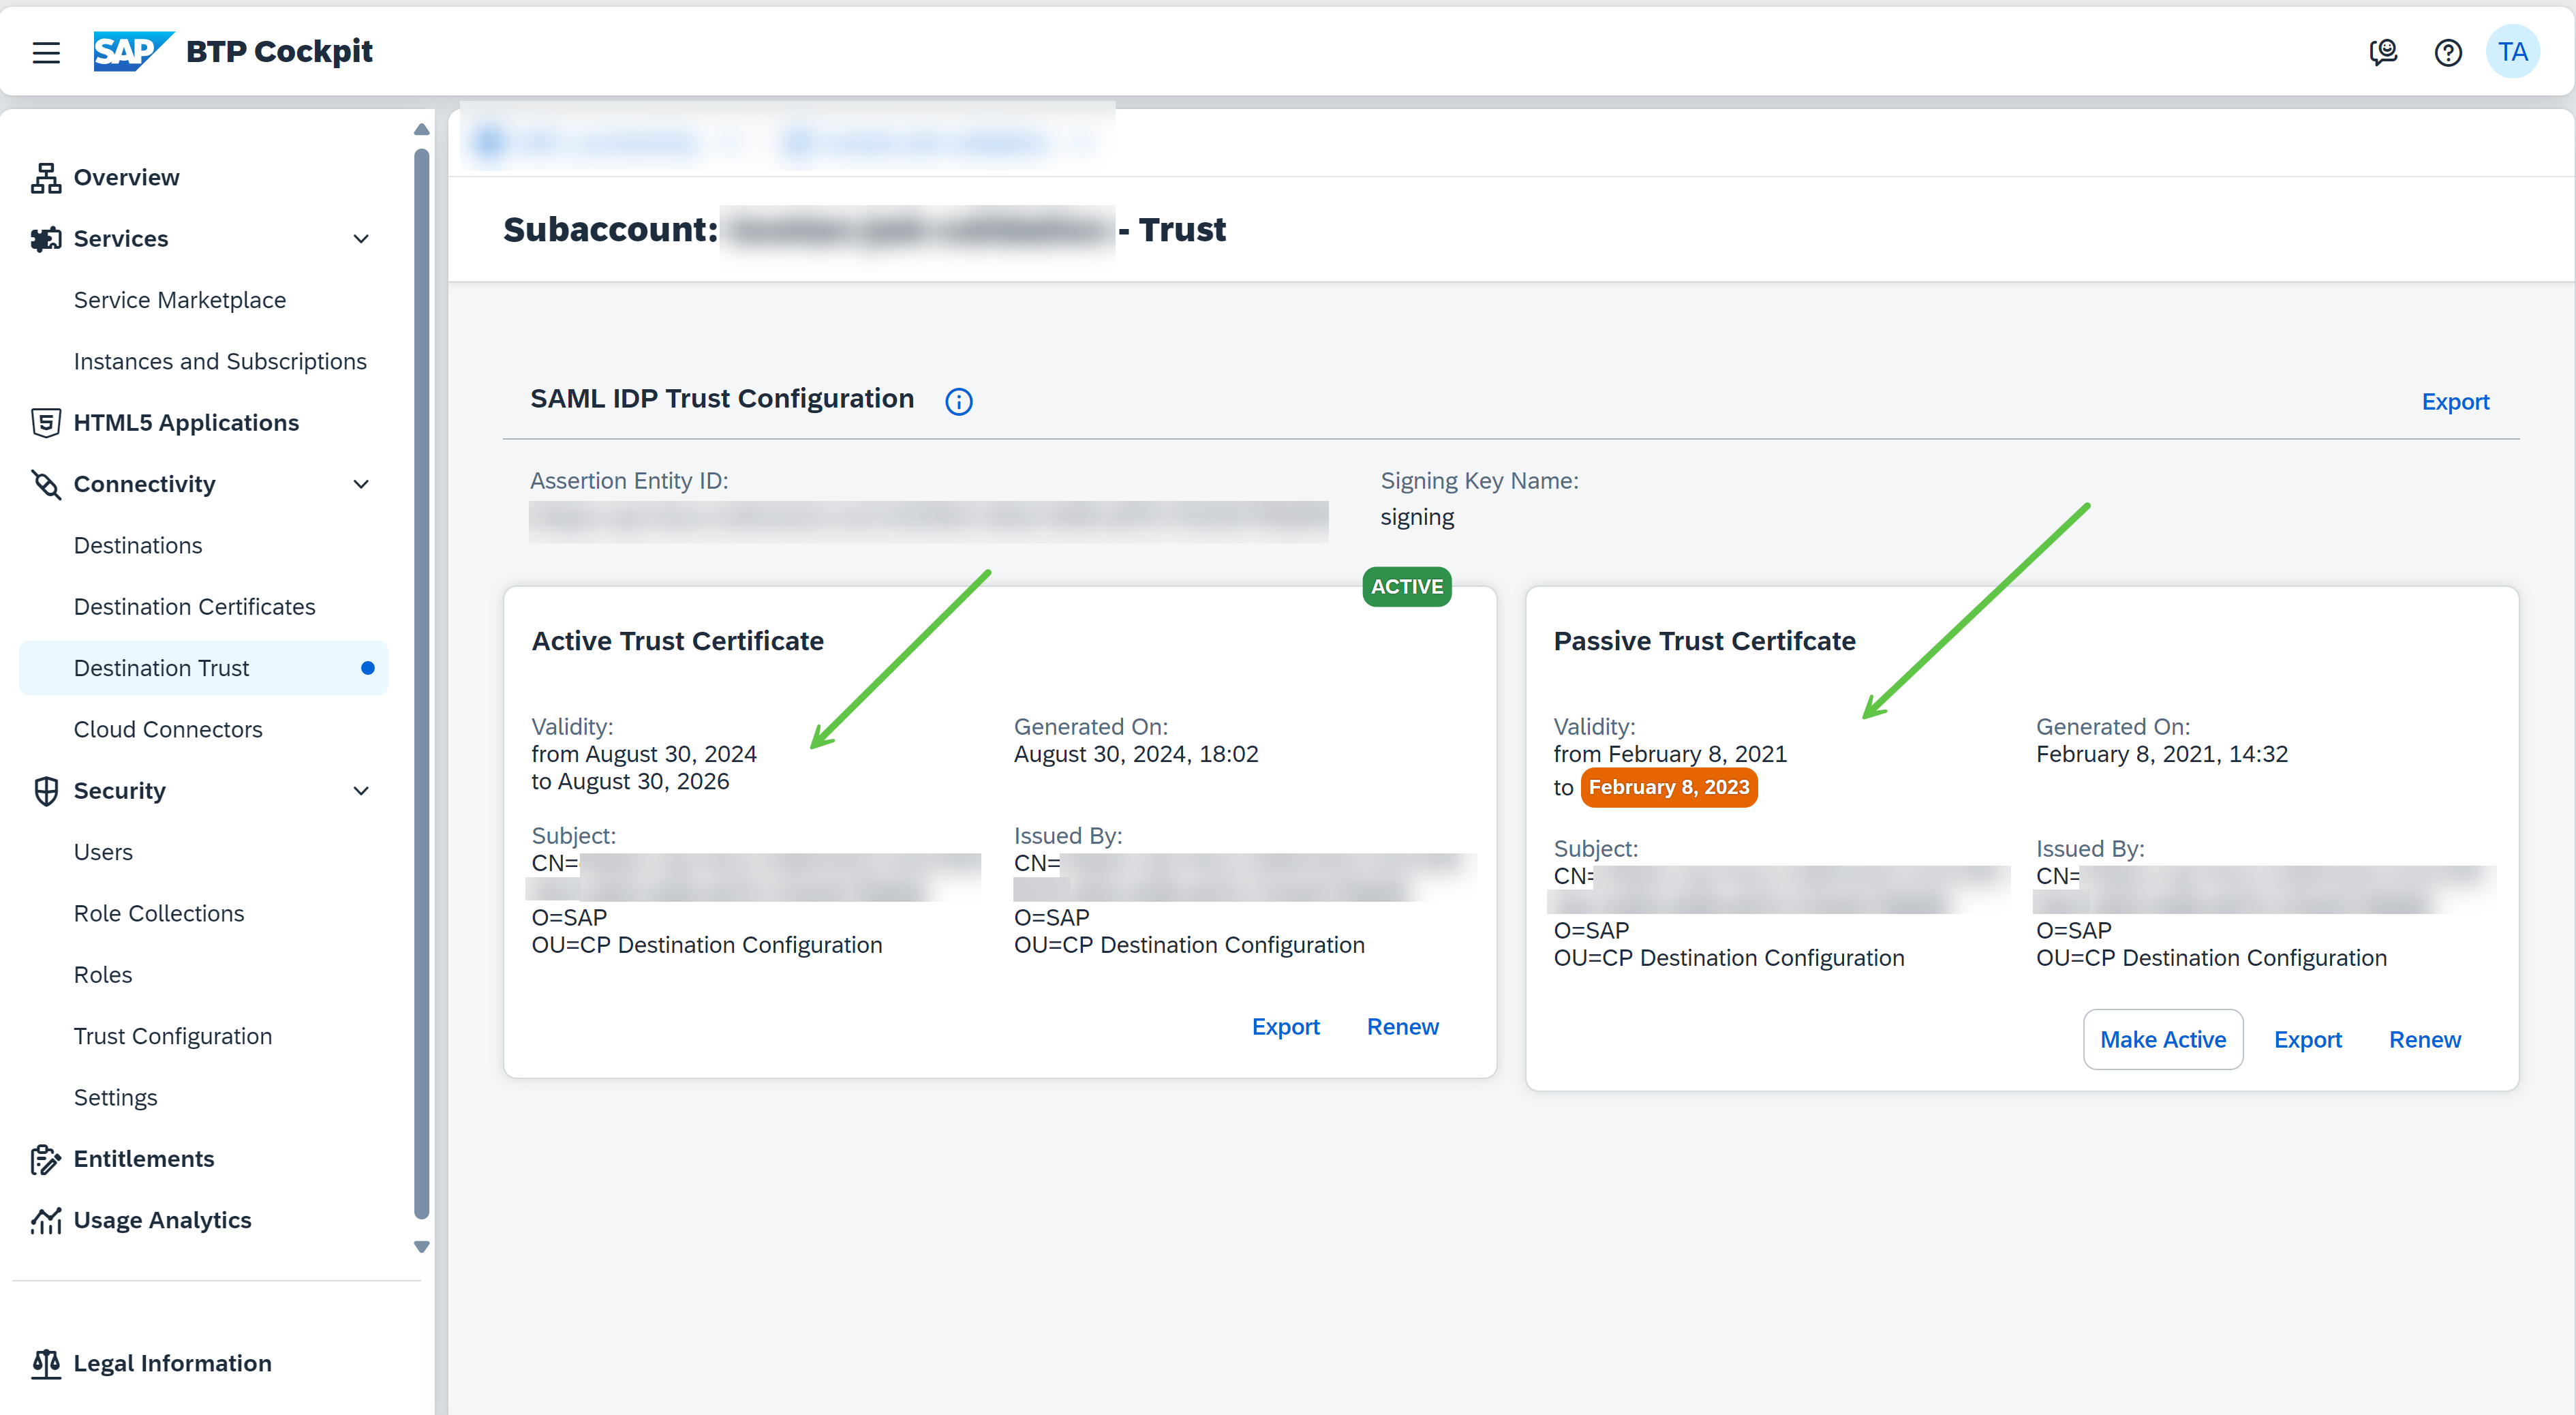 SAP BTP Cockpit
TA
Overview
Services
Service Marketplace
Instances and Subscriptions
HTML5 Applications
Connectivity
Destinations
Destination Certificates
Destination Trust
Cloud Connectors
Security
Users
Role Collections
Roles
Trust Configuration
Settings
Entitlements
Usage Analytics
Legal Information
Subaccount: - Trust
SAML IDP Trust Configuration
Export
Assertion Entity ID:
Signing Key Name:
signing
ACTIVE
Active Trust Certificate
Validity:
from August 30, 2024
to August 30, 2026
Generated On:
August 30, 2024, 18:02
Subject:
CN=
O=SAP
OU=CP Destination Configuration
Issued By:
CN=
O=SAP
OU=CP Destination Configuration
Export Renew
Passive Trust Certifcate
Validity:
from February 8, 2021
to February 8, 2023
Generated On:
February 8, 2021, 14:32
Subject:
CN=
O=SAP
OU=CP Destination Configuration
Issued By:
CN=
O=SAP
OU=CP Destination Configuration
Make Active Export Renew